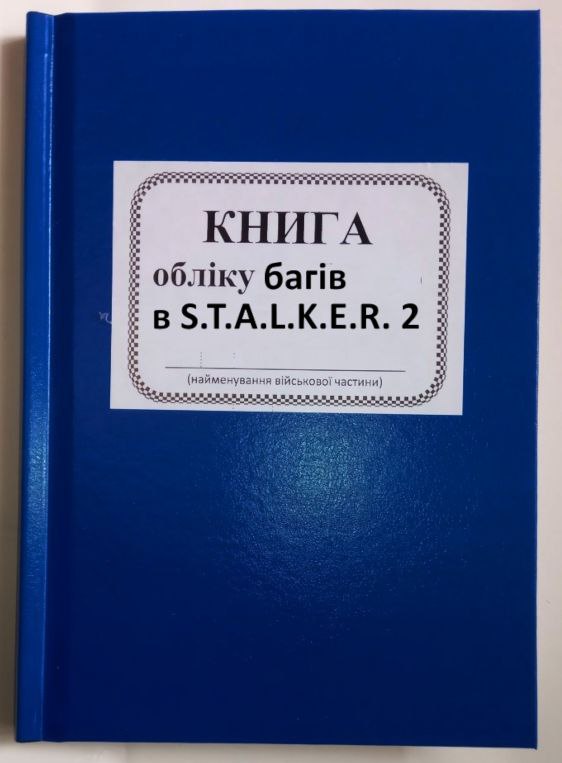 КНИГА
обліку багів
в S.T.A.L.K.E.R. 2
(найменування військової частини)